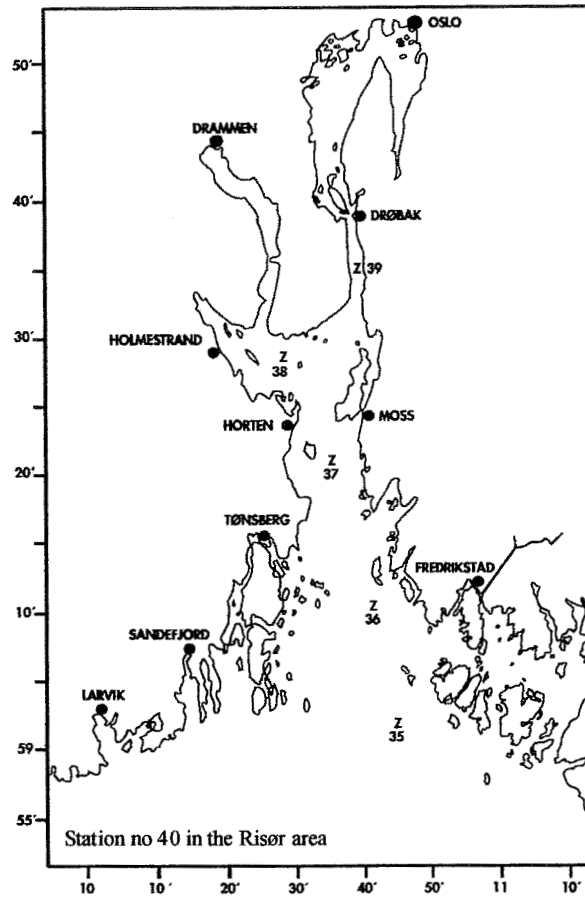 OSLO
50′
DRAMMEN
40′
DRØBAK
Z 39
30′
HOLMESTRAND
Z
38
HORTEN
MOSS
Z
37
20′
TØNSBERG
FREDRIKSTAD
10′
Z
36
SANDEFJORD
LARVIK
Z
35
59
55′
Station no 40 in the Risør area
10 10′ 20′ 30′ 40′ 50′ 11 10′